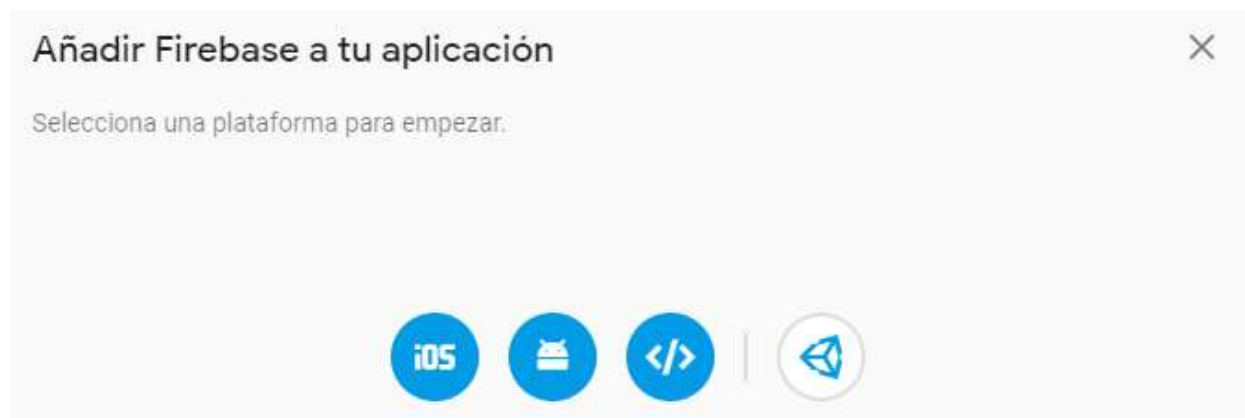 Añadir Firebase a tu aplicación
Selecciona una plataforma para empezar.
iOS
</>